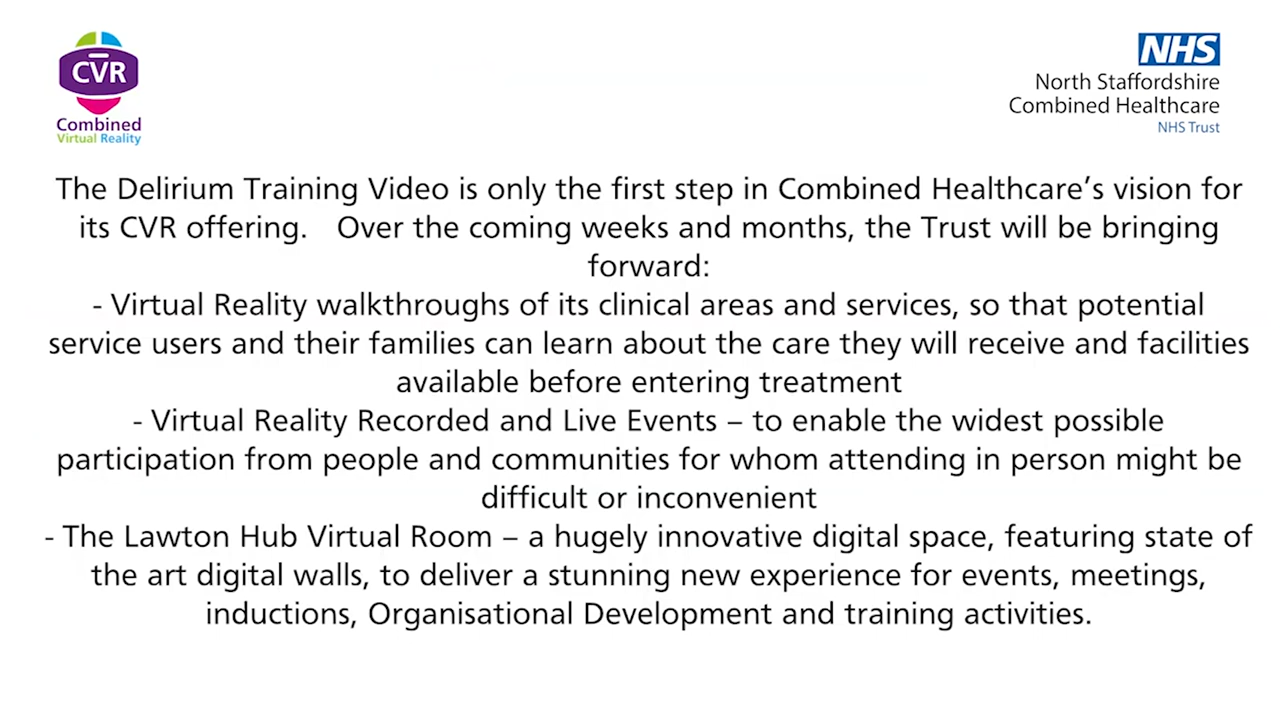 CVR
Combined
Virtual Reality
NHS
North Staffordshire
Combined Healthcare
NHS Trust
The Delirium Training Video is only the first step in Combined Healthcare’s vision for
its CVR offering.   Over the coming weeks and months, the Trust will be bringing
forward:
- Virtual Reality walkthroughs of its clinical areas and services, so that potential
service users and their families can learn about the care they will receive and facilities
available before entering treatment
- Virtual Reality Recorded and Live Events – to enable the widest possible
participation from people and communities for whom attending in person might be
difficult or inconvenient
- The Lawton Hub Virtual Room – a hugely innovative digital space, featuring state of
the art digital walls, to deliver a stunning new experience for events, meetings,
inductions, Organisational Development and training activities.